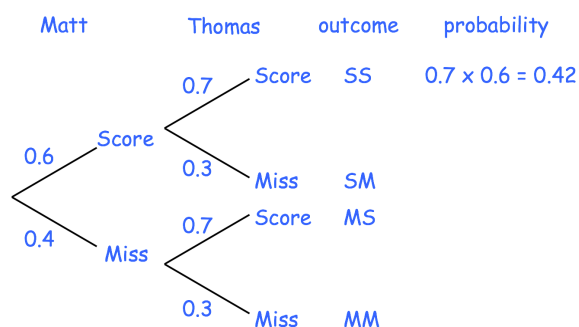 Matt Thomas outcome probability
0.7 Score SS 0.7 x 0.6 = 0.42
0.6 Score
0.3 Miss SM
0.7 Score MS
0.4 Miss
0.3 Miss MM